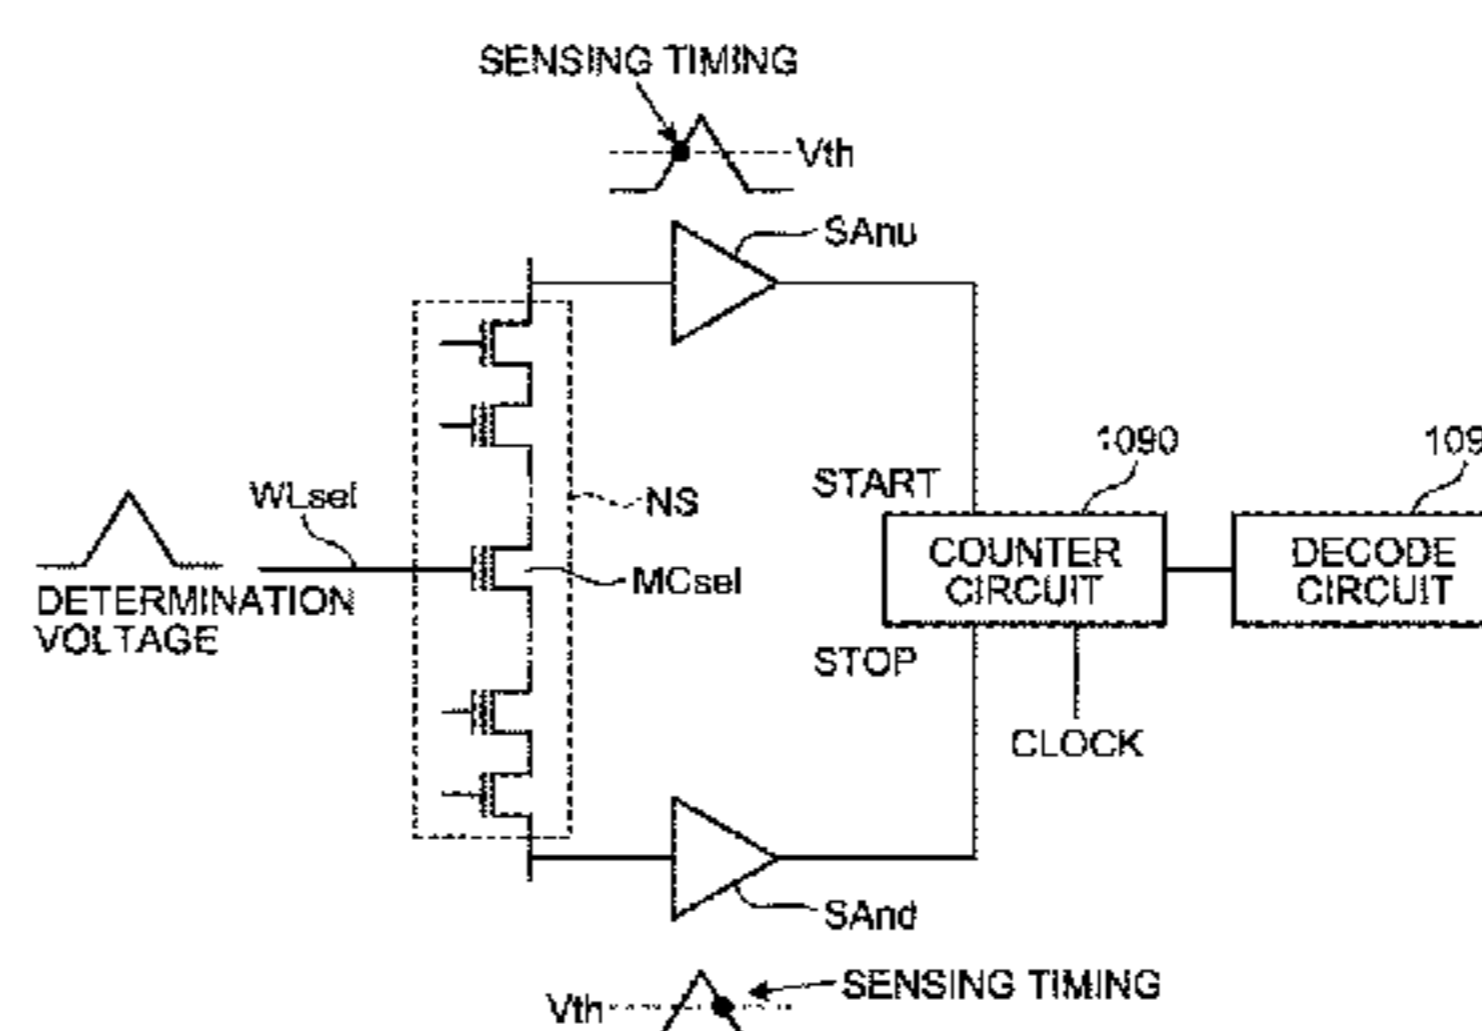 SENSING TIMING
Vth
SAnu
1090
109
WLsel
START
NS
COUNTER
CIRCUIT
DECODE
CIRCUIT
MCsel
DETERMINATION
VOLTAGE
STOP
CLOCK
SAnd
SENSING TIMING
Vth